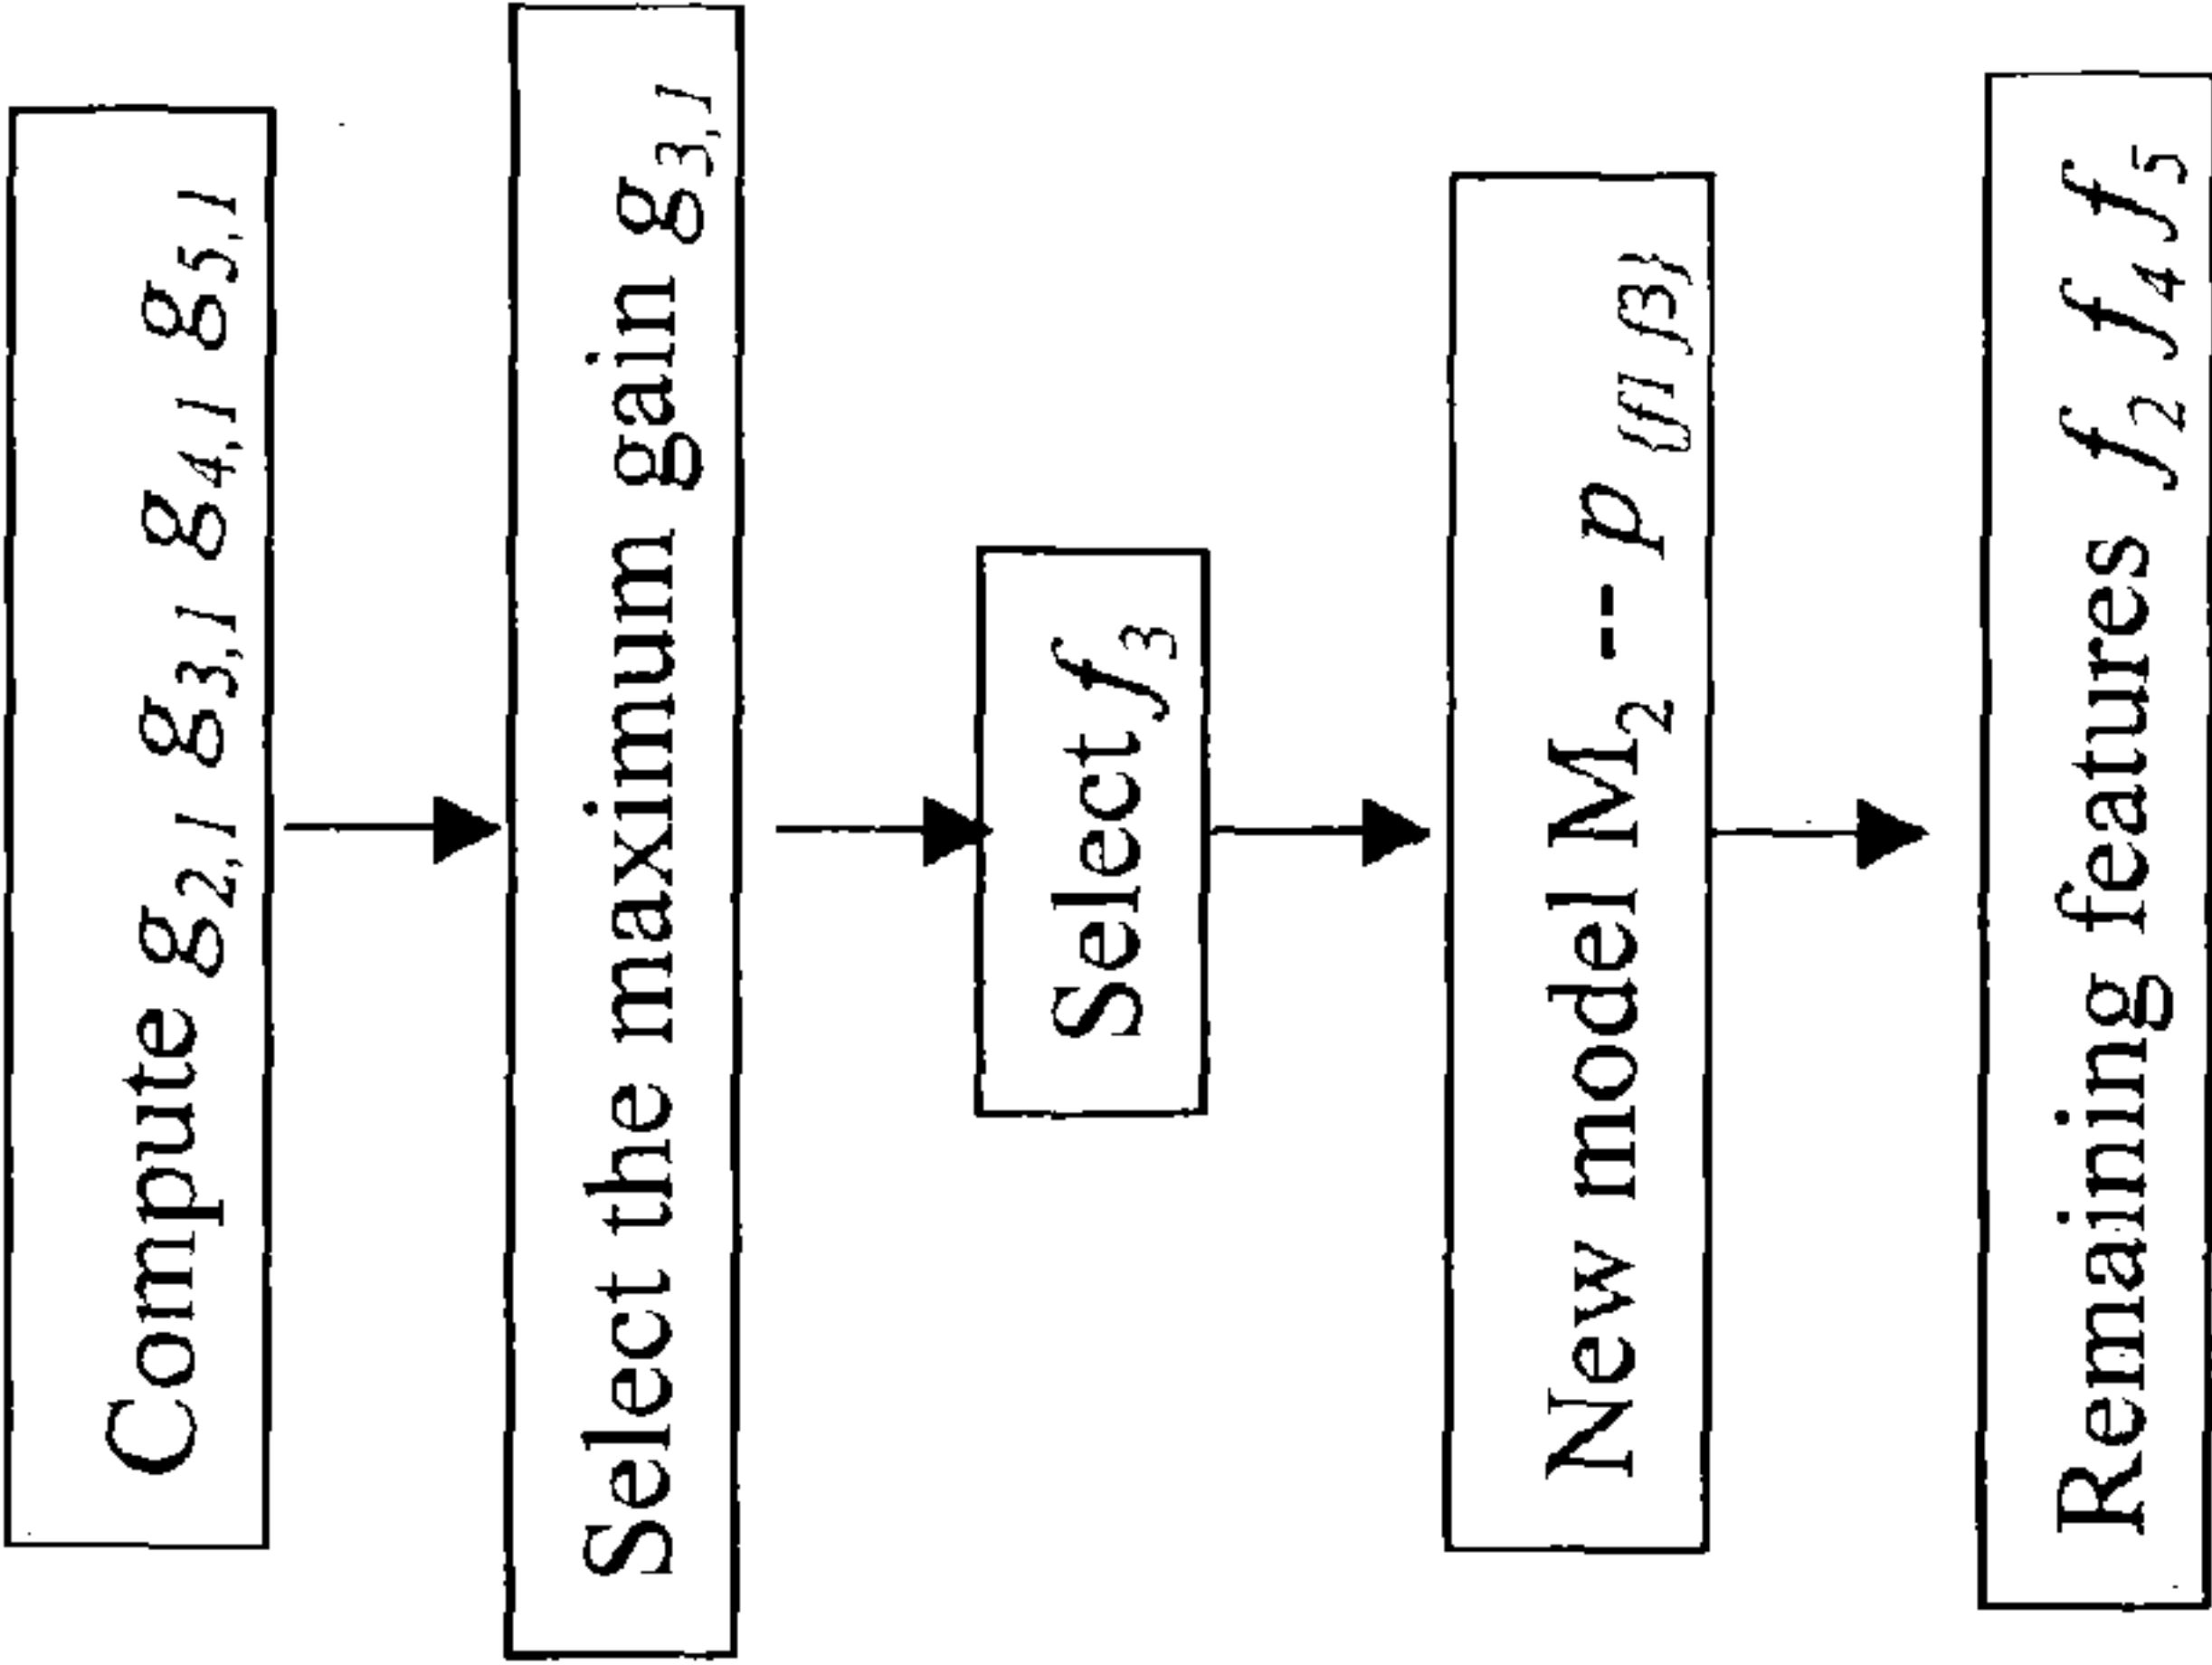 Compute g2,1 g3,1 g4,1 g5,1
Select the maximum gain g3,1
Select f3
New model M2 -- p {f1 f3}
Remaining features f2 f4 f5